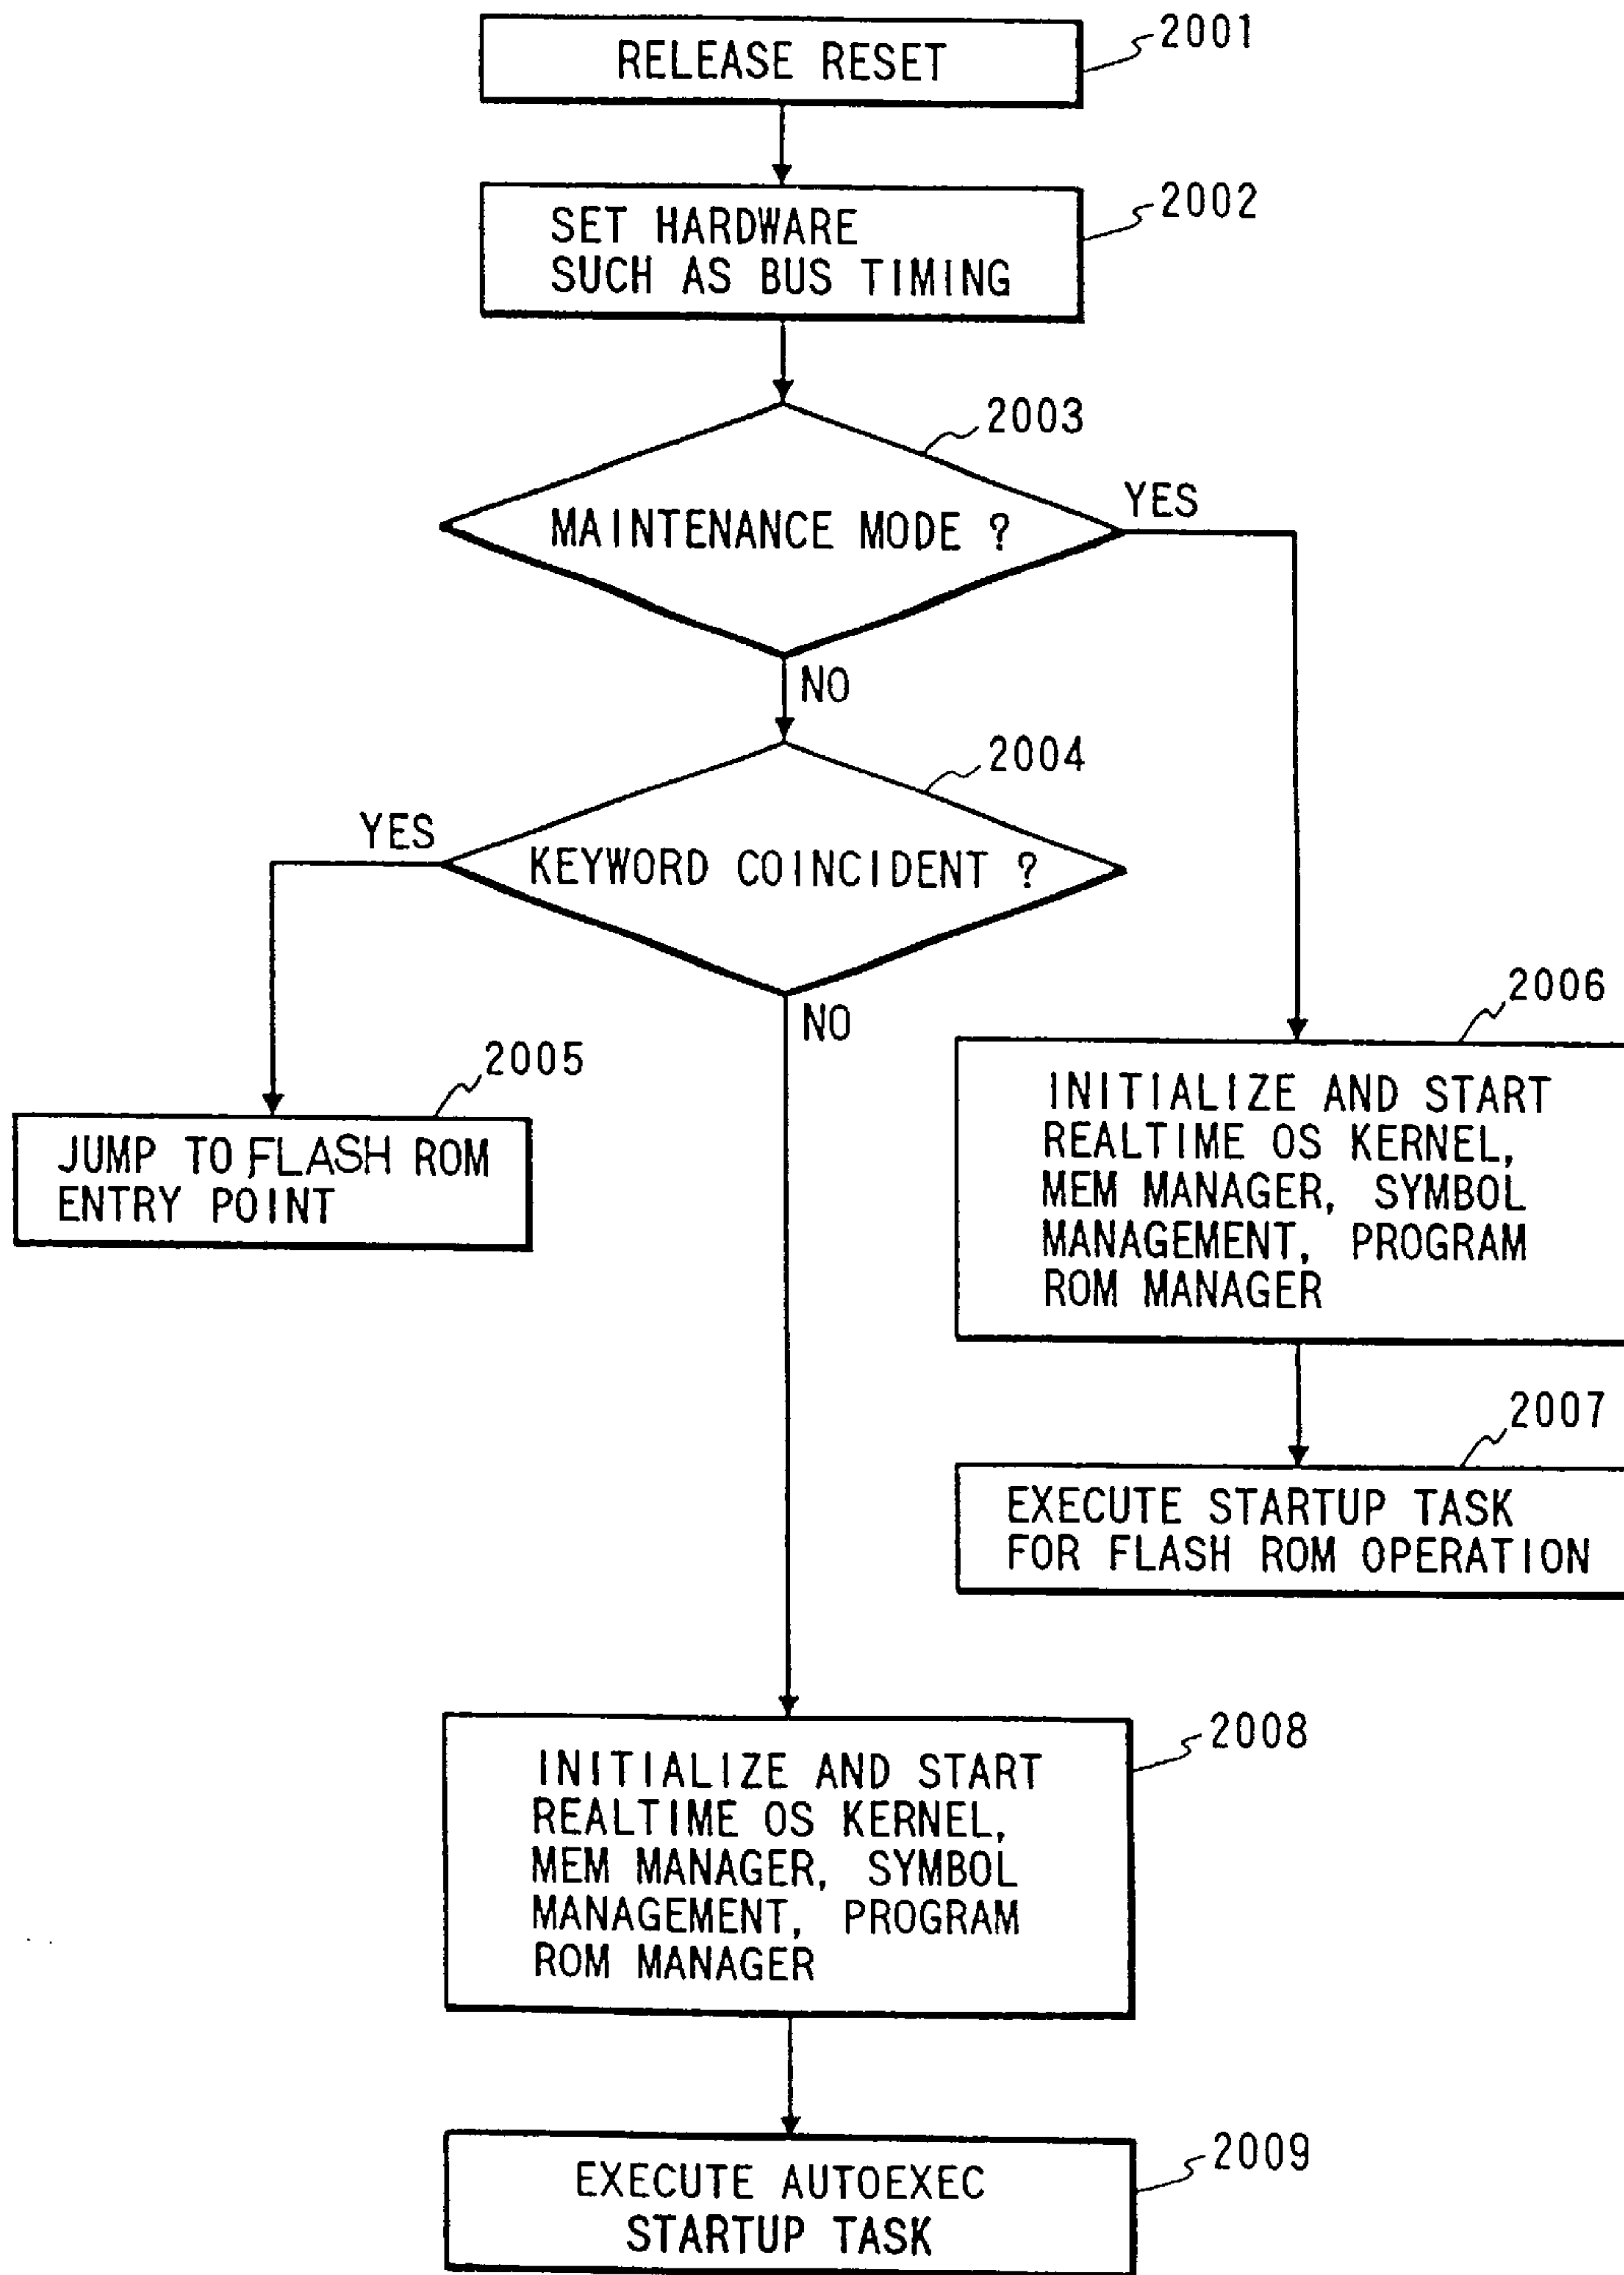 RELEASE RESET
2001
SET HARDWARE
SUCH AS BUS TIMING
2002
2003
MAINTENANCE MODE ?
YES
NO
2004
YES
KEYWORD COINCIDENT ?
NO
2005
JUMP TO FLASH ROM
ENTRY POINT
2006
INITIALIZE AND START
REALTIME OS KERNEL,
MEM MANAGER, SYMBOL
MANAGEMENT, PROGRAM
ROM MANAGER
2007
EXECUTE STARTUP TASK
FOR FLASH ROM OPERATION
2008
INITIALIZE AND START
REALTIME OS KERNEL,
MEM MANAGER, SYMBOL
MANAGEMENT, PROGRAM
ROM MANAGER
2009
EXECUTE AUTOEXEC
STARTUP TASK